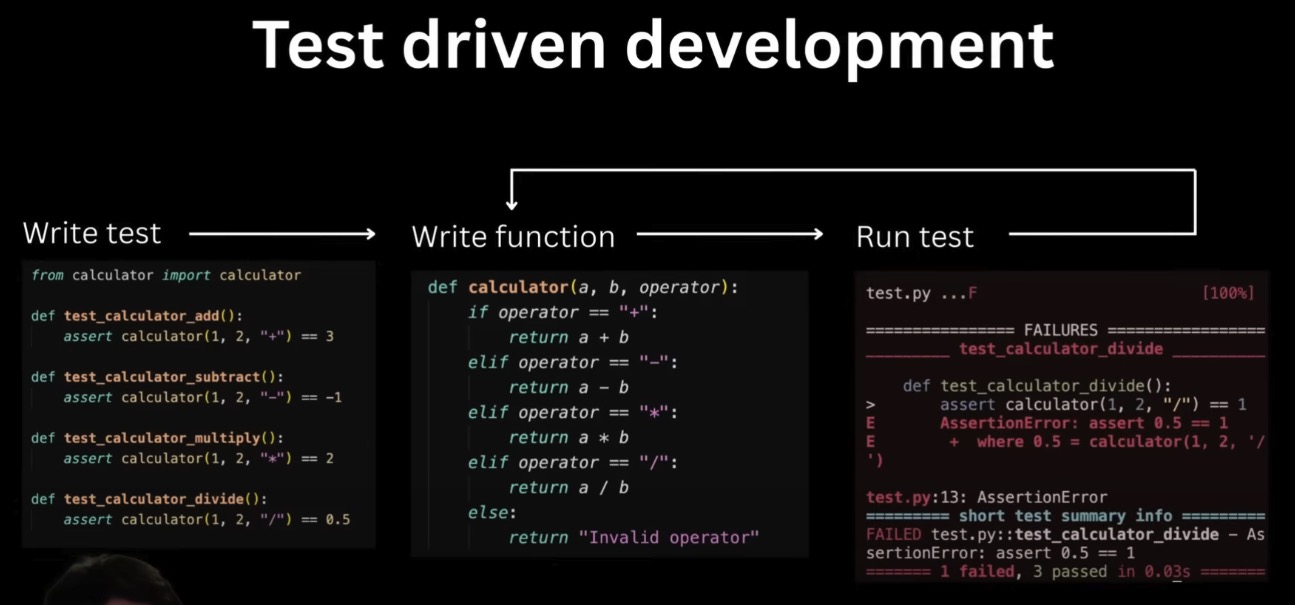 Test driven development
Write test
from calculator import calculator
def test_calculator_add():
    assert calculator(1, 2, "+") == 3
def test_calculator_subtract():
    assert calculator(1, 2, "-") == -1
def test_calculator_multiply():
    assert calculator(1, 2, "*") == 2
def test_calculator_divide():
    assert calculator(1, 2, "/") == 0.5
Write function
def calculator(a, b, operator):
    if operator == "+":
        return a + b
    elif operator == "-":
        return a - b
    elif operator == "*":
        return a * b
    elif operator == "/":
        return a / b
    else:
        return "Invalid operator"
Run test
test.py ...F [100%]
================ FAILURES =================
_________ test_calculator_divide __________
    def test_calculator_divide():
>       assert calculator(1, 2, "/") == 1
E       AssertionError: assert 0.5 == 1
E        +  where 0.5 = calculator(1, 2, '/
')
test.py:13: AssertionError
========= short test summary info =========
FAILED test.py::test_calculator_divide - As
sertionError: assert 0.5 == 1
======= 1 failed, 3 passed in 0.03s =======